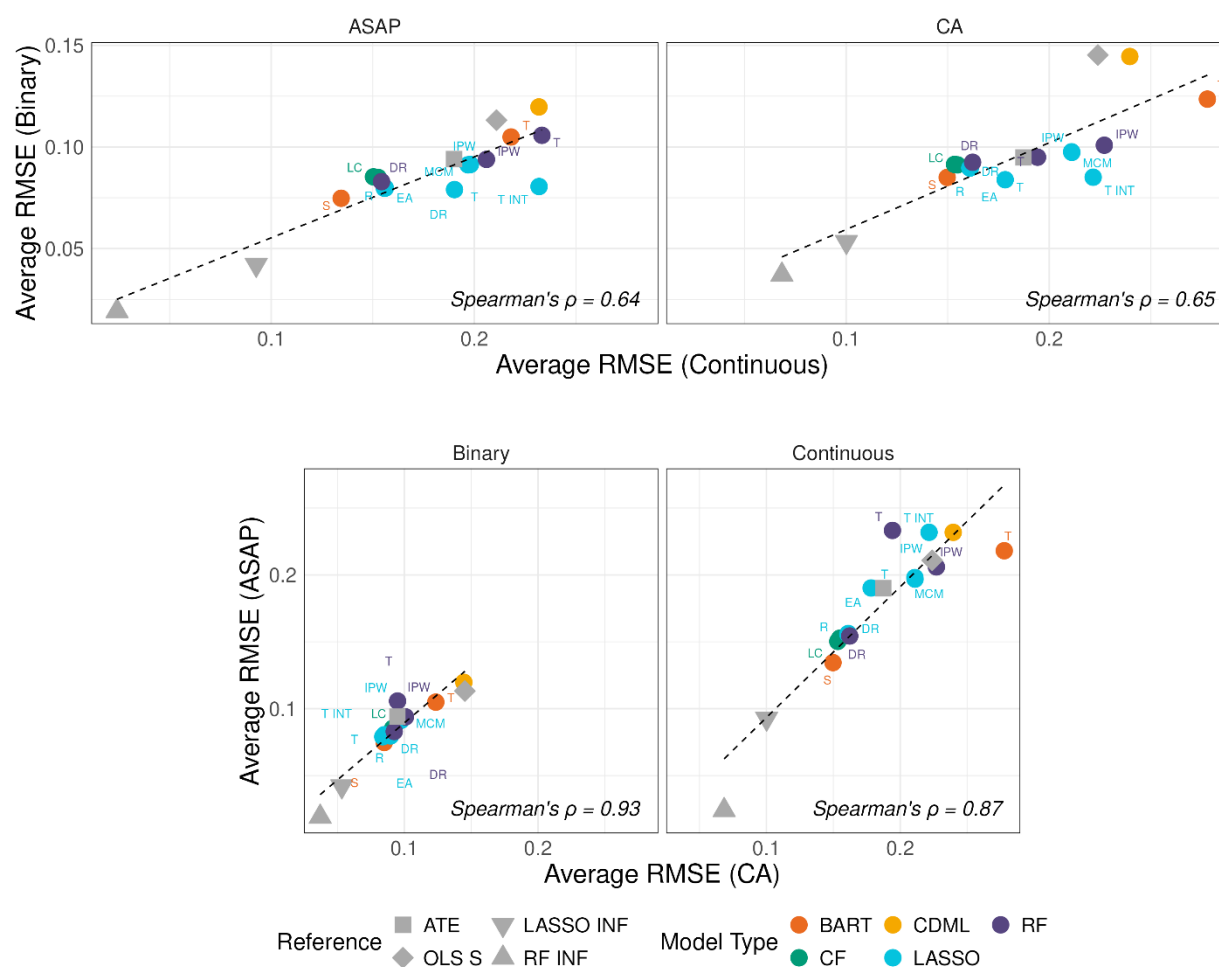 ASAP
CA
Average RMSE (Binary)
0.15
0.10
0.05
T
T
IPW
IPW
LC
DR
MCM
R
EA
T
T INT
S
DR
Spearman's ρ = 0.64
DR
IPW
IPW
LC
T
MCM
DR
S
R
EA
T
T INT
Spearman's ρ = 0.65
0.1
0.2
0.1
0.2
Average RMSE (Continuous)
Binary
Continuous
Average RMSE (ASAP)
0.2
0.1
T
IPW
IPW
T INT
LC
MCM
T
T
R
DR
EA
DR
S
Spearman's ρ = 0.93
T
T INT
T
IPW
IPW
T
EA
MCM
R
DR
LC
DR
S
Spearman's ρ = 0.87
0.1
0.2
0.1
0.2
Average RMSE (CA)
Reference
ATE
LASSO INF
OLS S
RF INF
Model Type
BART
CDML
RF
CF
LASSO